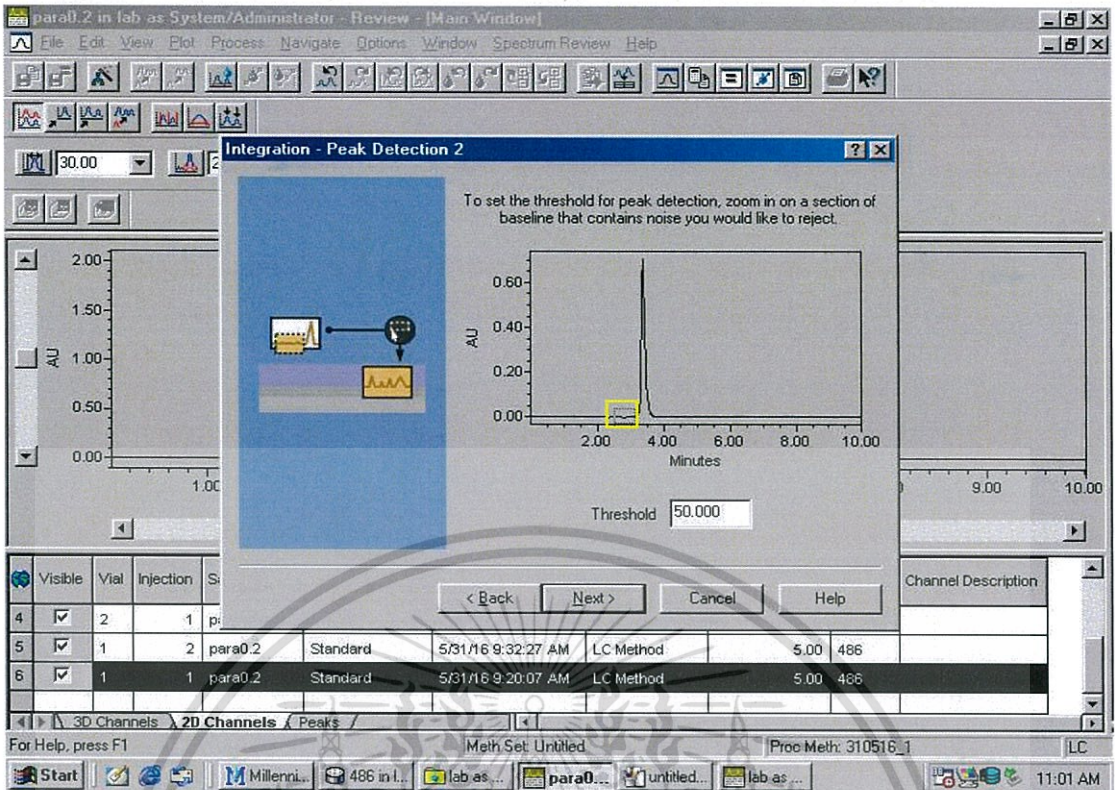 para0.2 in lab as System/Administrator - Review - [Main Window]
File Edit View Plot Process Navigate Options Window Spectrum Review Help
30.00
2
Integration - Peak Detection 2
To set the threshold for peak detection, zoom in on a section of
baseline that contains noise you would like to reject.
2.00
1.50
1.00
0.50
0.00
AU
0.60
0.40
0.20
0.00
AU
2.00 4.00 6.00 8.00 10.00
Minutes
Threshold 50.000
1.00
9.00 10.00
< Back Next > Cancel Help
Visible Vial Injection Channel Description
4 2 1
5 1 2 para0.2 Standard 5/31/16 9:32:27 AM LC Method 5.00 486
6 1 1 para0.2 Standard 5/31/16 9:20:07 AM LC Method 5.00 486
3D Channels 2D Channels Peaks
For Help, press F1 Meth Set: Untitled Proc Meth: 310516_1 LC
Start Millenni... 486 in l... lab as ... para0... untitled... lab as ... 11:01 AM